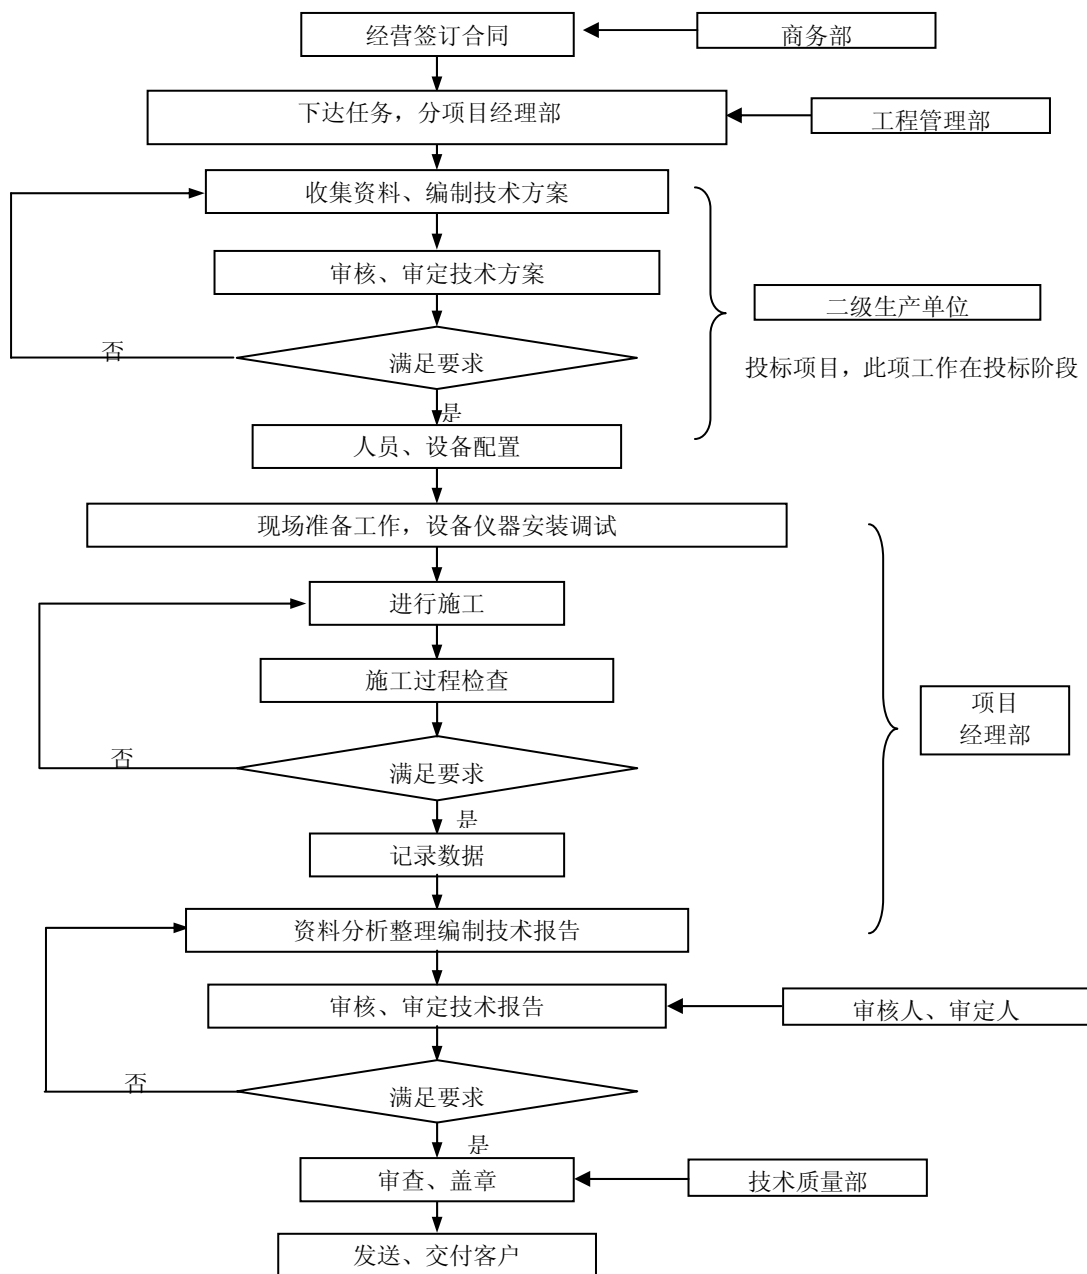 经营签订合同
商务部
下达任务，分项目经理部
工程管理部
收集资料、编制技术方案
审核、审定技术方案
二级生产单位
否
满足要求
投标项目，此项工作在投标阶段
是
人员、设备配置
现场准备工作，设备仪器安装调试
进行施工
施工过程检查
项目
经理部
否
满足要求
是
记录数据
资料分析整理编制技术报告
审核、审定技术报告
审核人、审定人
否
满足要求
是
审查、盖章
技术质量部
发送、交付客户